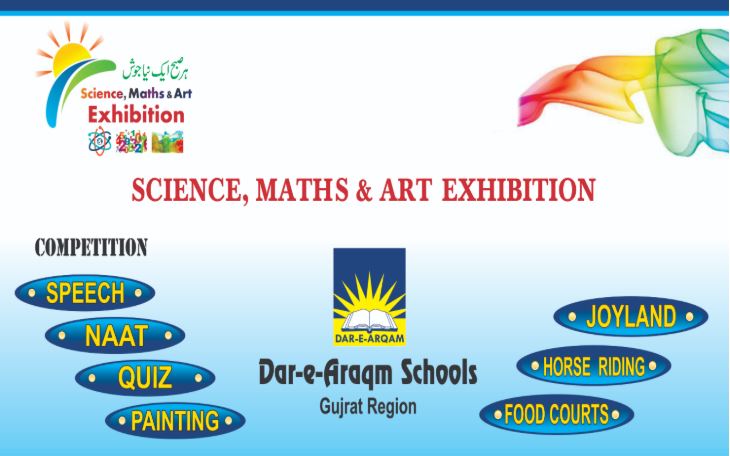 ہر صبح ایک نیا جوش
Science, Maths & Art
Exhibition
SCIENCE, MATHS & ART EXHIBITION
COMPETITION
SPEECH
NAAT
QUIZ
PAINTING
DAR-E-ARQAM
Dar-e-Araqm Schools
Gujrat Region
JOYLAND
HORSE RIDING
FOOD COURTS